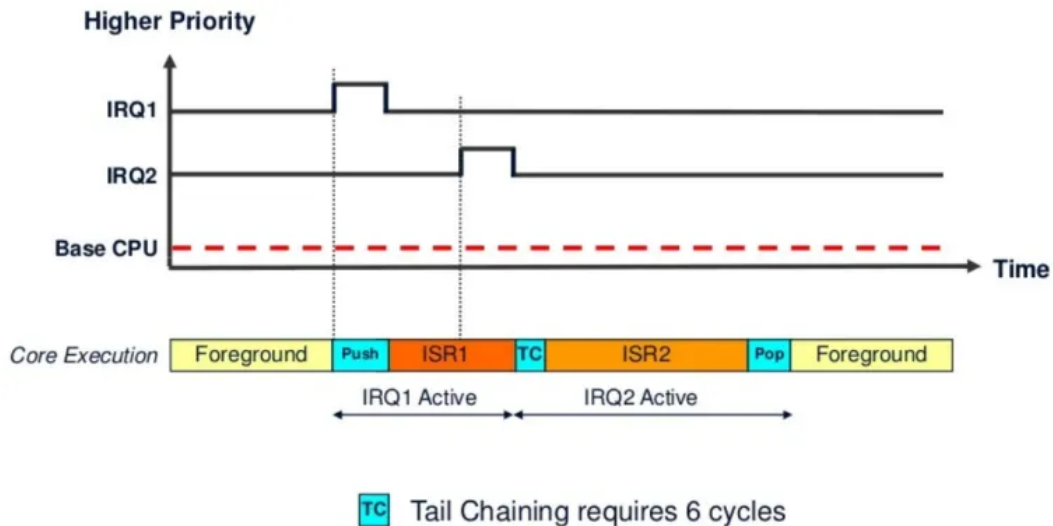 Higher Priority
IRQ1
IRQ2
Base CPU
Time
Core Execution Foreground Push ISR1 TC ISR2 Pop Foreground
IRQ1 Active IRQ2 Active
TC Tail Chaining requires 6 cycles